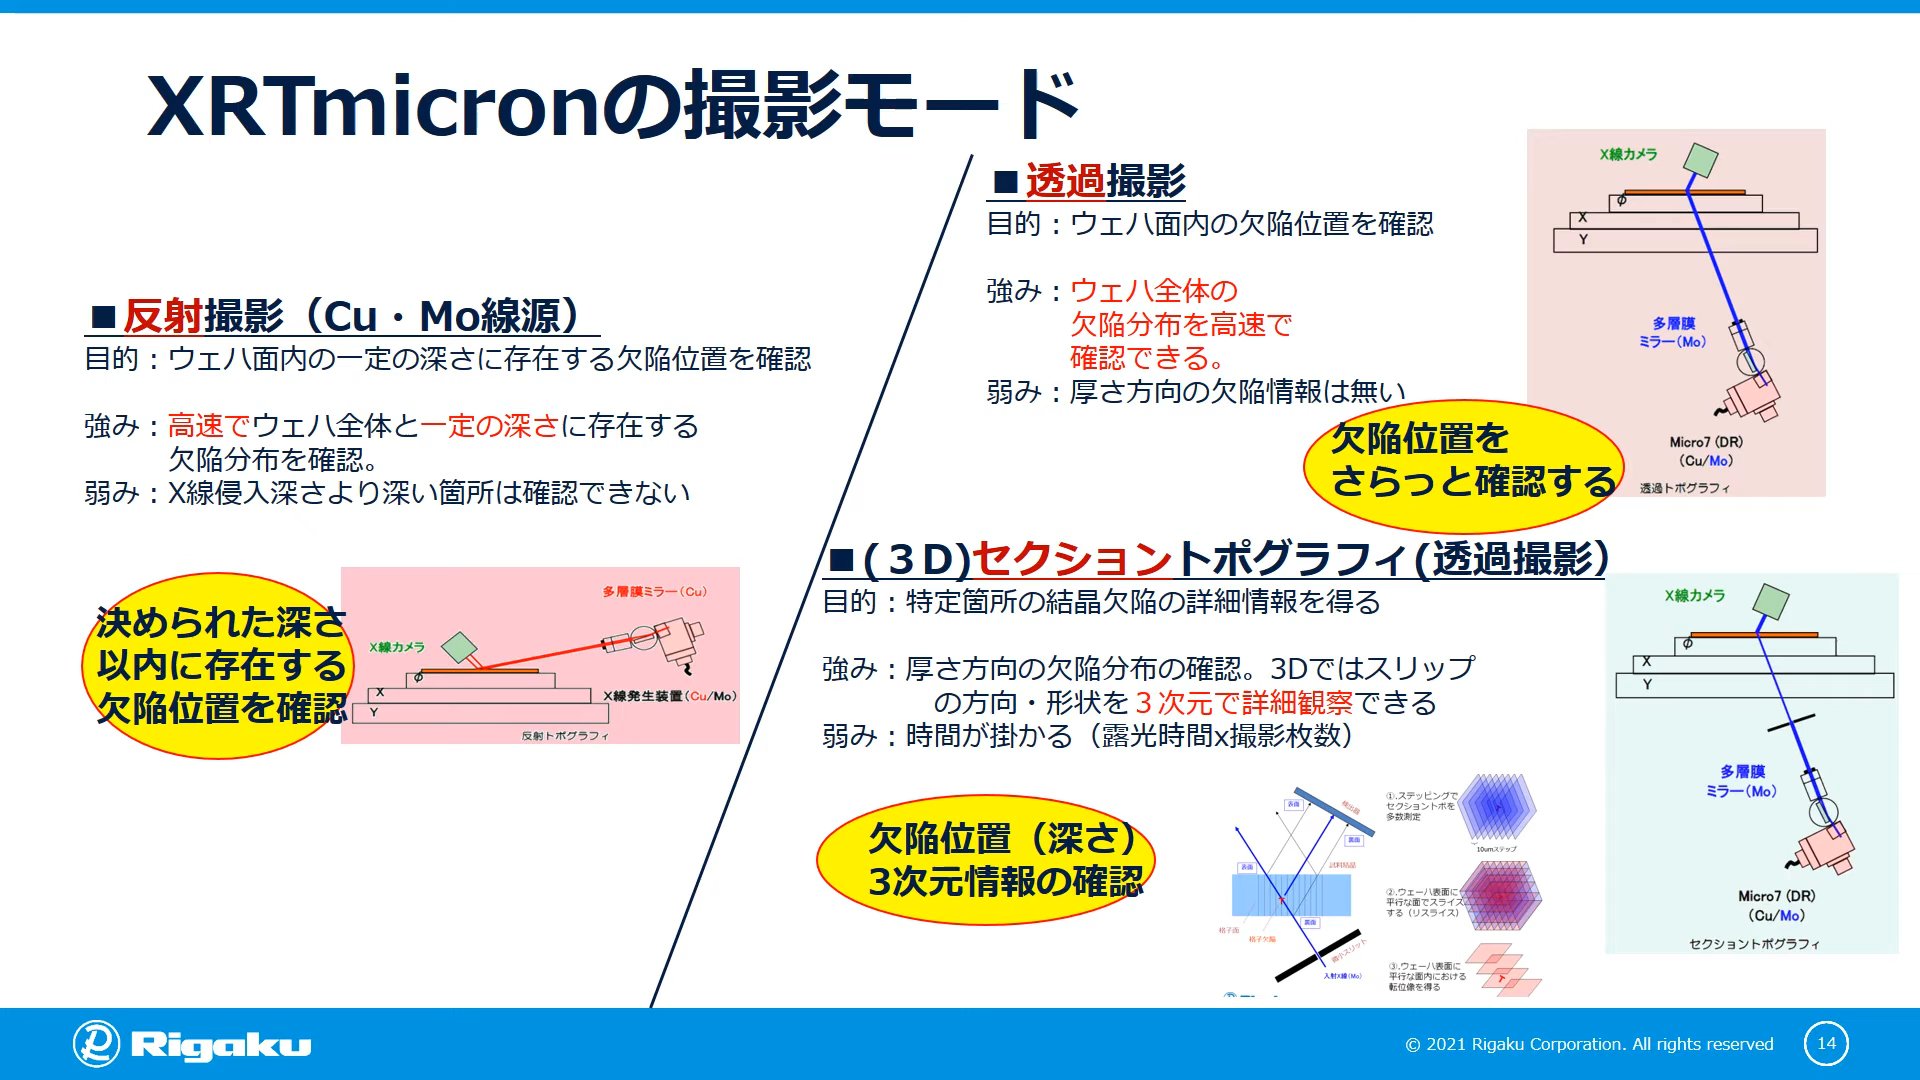 XRTmicronの撮影モード
■反射撮影（Cu・Mo線源）
目的：ウェハ面内の一定の深さに存在する欠陥位置を確認
強み：高速でウェハ全体と一定の深さに存在する
欠陥分布を確認。
弱み：X線侵入深さより深い箇所は確認できない
決められた深さ
以内に存在する
欠陥位置を確認
多層膜ミラー（Cu）
X線カメラ
φ
X
Y
X線発生装置（Cu/Mo）
反射トポグラフィ
■透過撮影
目的：ウェハ面内の欠陥位置を確認
強み：ウェハ全体の
欠陥分布を高速で
確認できる。
弱み：厚さ方向の欠陥情報は無い
欠陥位置を
さらっと確認する
X線カメラ
φ
X
Y
多層膜
ミラー（Mo）
Micro7 (DR)
（Cu/Mo）
透過トポグラフィ
■(３D)セクショントポグラフィ(透過撮影）
目的：特定箇所の結晶欠陥の詳細情報を得る
強み：厚さ方向の欠陥分布の確認。3Dではスリップ
の方向・形状を３次元で詳細観察できる
弱み：時間が掛かる（露光時間x撮影枚数）
欠陥位置（深さ）
3次元情報の確認
表面
検出器
裏面
表面
試料結晶
裏面
格子面
格子欠陥
微小スリット
入射X線(Mo)
①.ステッピングで
セクショントポを
多数測定
10umステップ
②.ウェーハ表面に
平行な面でスライス
する（リスライス）
③.ウェーハ表面に
平行な面内における
転位像を得る
X線カメラ
φ
X
Y
多層膜
ミラー（Mo）
Micro7 (DR)
（Cu/Mo）
セクショントポグラフィ
Rigaku
© 2021 Rigaku Corporation. All rights reserved
14